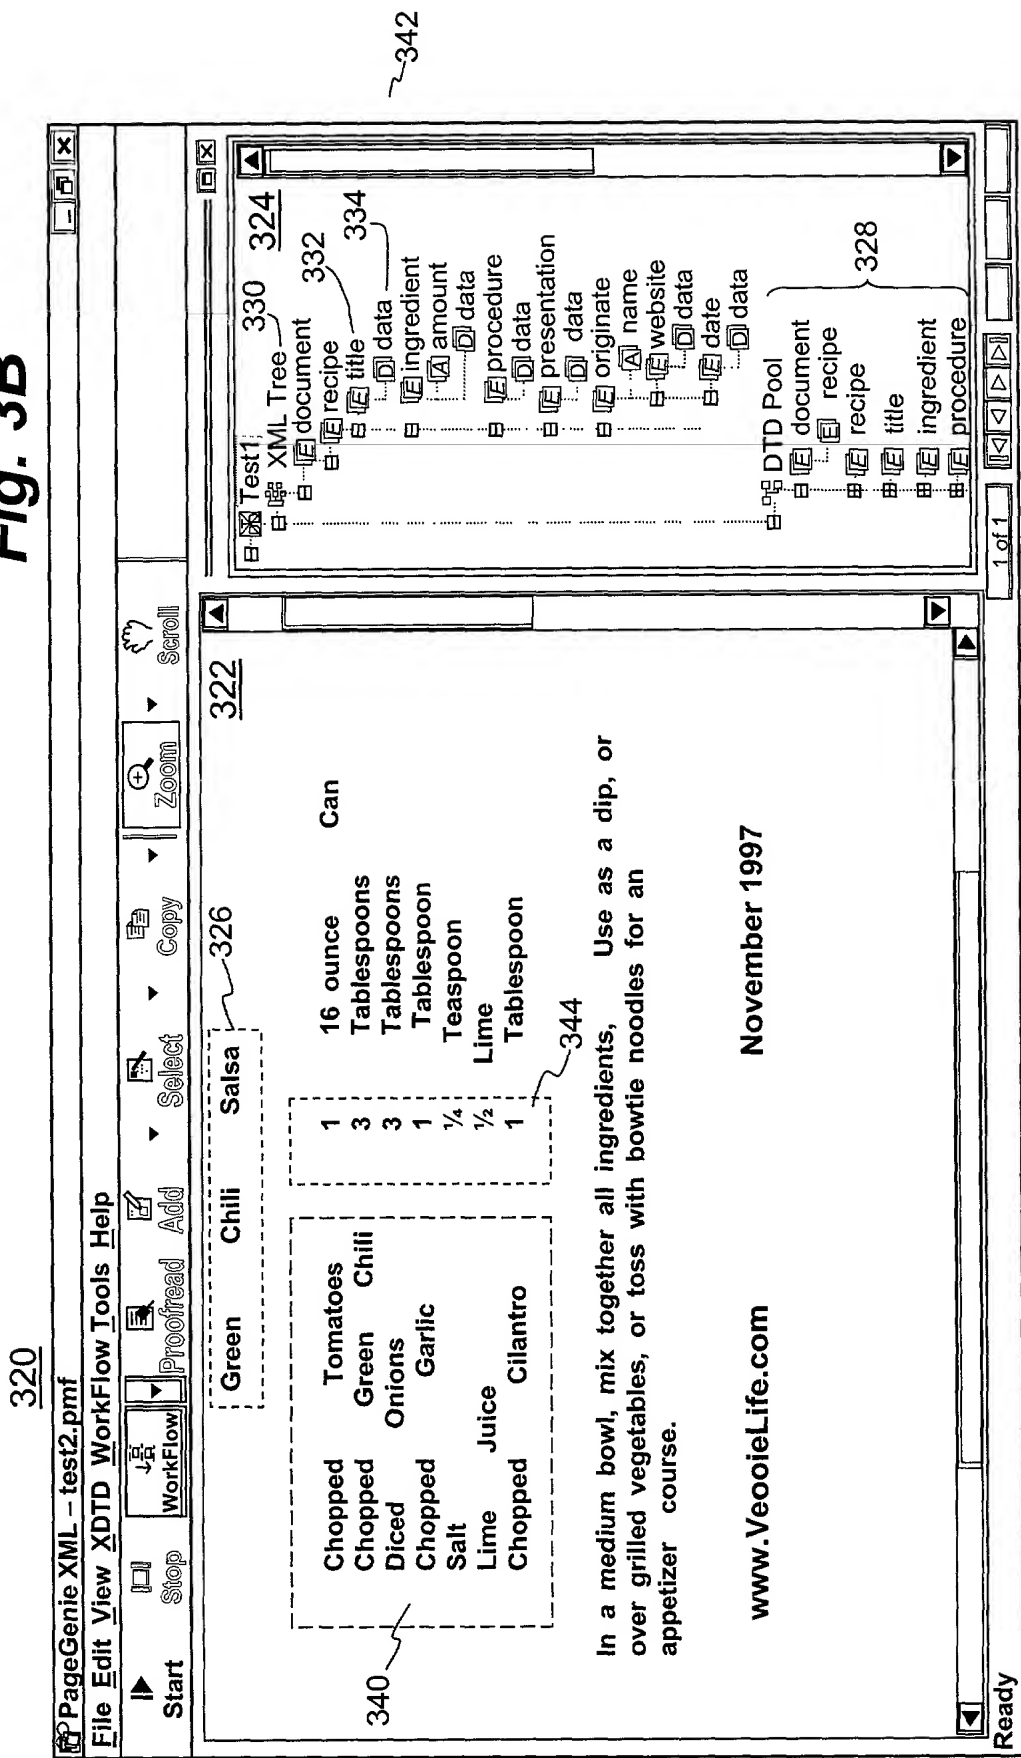 Fig. 3B
320
PageGenie XML – test2.pmf
File Edit View XDTD WorkFlow Tools Help
Start Stop WorkFlow Proofread Add Select Copy Zoom Scroll
322
Green Chili Salsa
326
Chopped Tomatoes 1 16 ounce Can
Chopped Green Chili 3 Tablespoons
Diced Onions 3 Tablespoons
Chopped Garlic 1 Tablespoon
Salt ¼ Teaspoon
Lime Juice ½ Lime
Chopped Cilantro 1 Tablespoon
340
344
In a medium bowl, mix together all ingredients, Use as a dip, or
over grilled vegetables, or toss with bowtie noodles for an
appetizer course.
www.VeooieLife.com November 1997
324
Test1
XML Tree
330
E document
E recipe
332
E title
334
D data
E ingredient
A amount
D data
E procedure
D data
E presentation
D data
E originate
A name
E website
D data
E date
D data
DTD Pool
328
E document
E recipe
E recipe
E title
E ingredient
E procedure
342
Ready
1 of 1